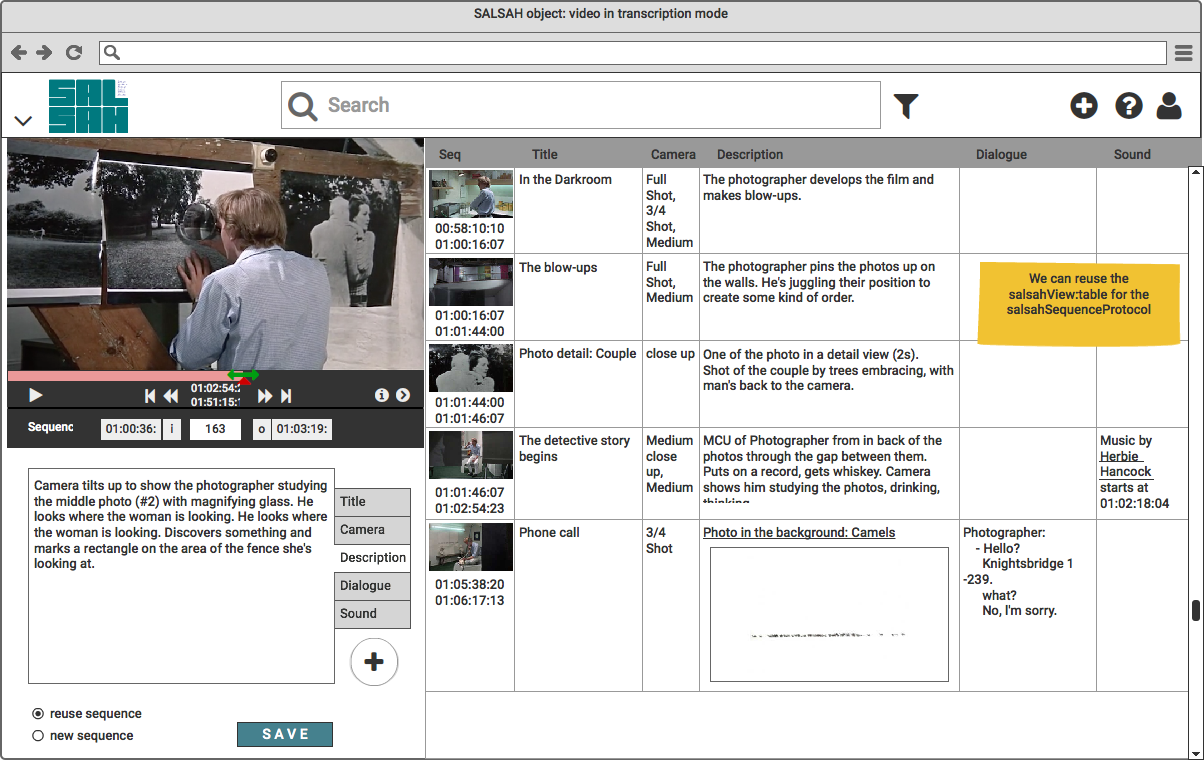 SALSAH object: video in transcription mode
SAL
SAH
Search
Seq Title Camera Description Dialogue Sound
00:58:10:10
01:00:16:07
In the Darkroom
Full
Shot,
3/4
Shot,
Medium
The photographer develops the film and
makes blow-ups.
01:00:16:07
01:01:44:00
The blow-ups
Full
Shot,
Medium
The photographer pins the photos up on
the walls. He's juggling their position to
create some kind of order.
We can reuse the
salsahView:table for the
salsahSequenceProtocol
01:01:44:00
01:01:46:07
Photo detail: Couple
close up
One of the photo in a detail view (2s).
Shot of the couple by trees embracing, with
man's back to the camera.
01:01:46:07
01:02:54:23
The detective story
begins
Medium
close
up,
Medium
MCU of Photographer from in back of the
photos through the gap between them.
Puts on a record, gets whiskey. Camera
shows him studying the photos, drinking,
thinking
Music by
Herbie
Hancock
starts at
01:02:18:04
01:05:38:20
01:06:17:13
Phone call
3/4
Shot
Photo in the background: Camels
Photographer:
- Hello?
Knightsbridge 1
-239.
what?
No, I'm sorry.
01:02:54:
01:51:15:
Sequenc 01:00:36: i 163 o 01:03:19:
Camera tilts up to show the photographer studying
the middle photo (#2) with magnifying glass. He
looks where the woman is looking. He looks where
the woman is looking. Discovers something and
marks a rectangle on the area of the fence she's
looking at.
Title
Camera
Description
Dialogue
Sound
reuse sequence
new sequence
SAVE